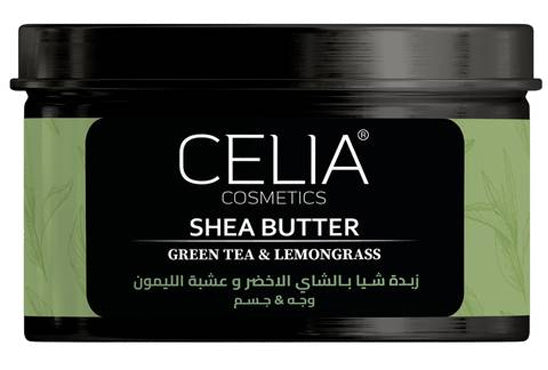 CELIA®
COSMETICS
SHEA BUTTER
GREEN TEA & LEMONGRASS
زبدة شيا بالشاي الاخضر و عشبة الليمون
وجه & جسم